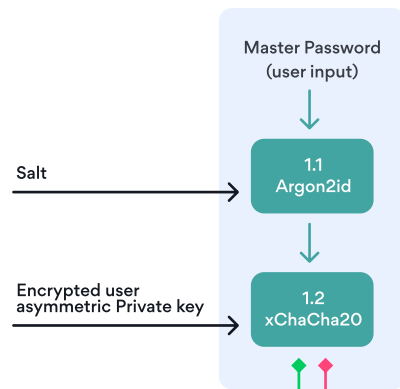 Master Password
(user input)
1.1
Argon2id
Salt
Encrypted user
asymmetric Private key
1.2
xChaCha20